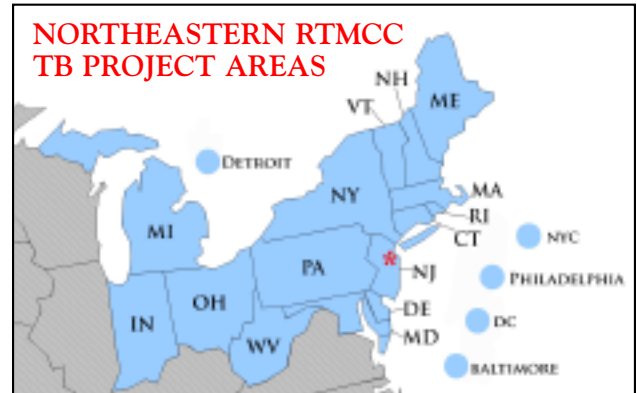 NORTHEASTERN RTMCC
TB PROJECT AREAS
NH
ME
VT
DETROIT
MA
NY
RI
MI
CT
NYC
PA
*
NJ
PHILADELPHIA
OH
DE
IN
DC
MD
WV
BALTIMORE